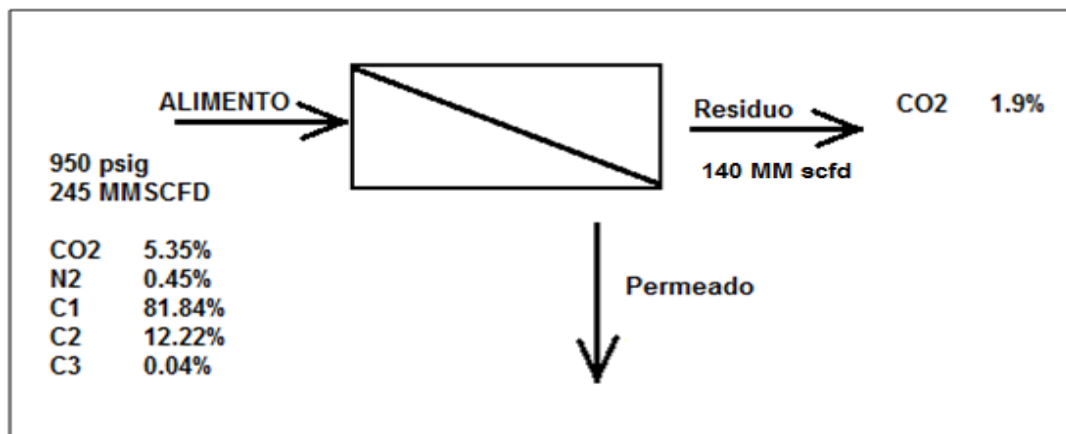 ALIMENTO
950 psig
245 MMSCFD
CO2 5.35%
N2 0.45%
C1 81.84%
C2 12.22%
C3 0.04%
Residuo
140 MM scfd
CO2 1.9%
Permeado